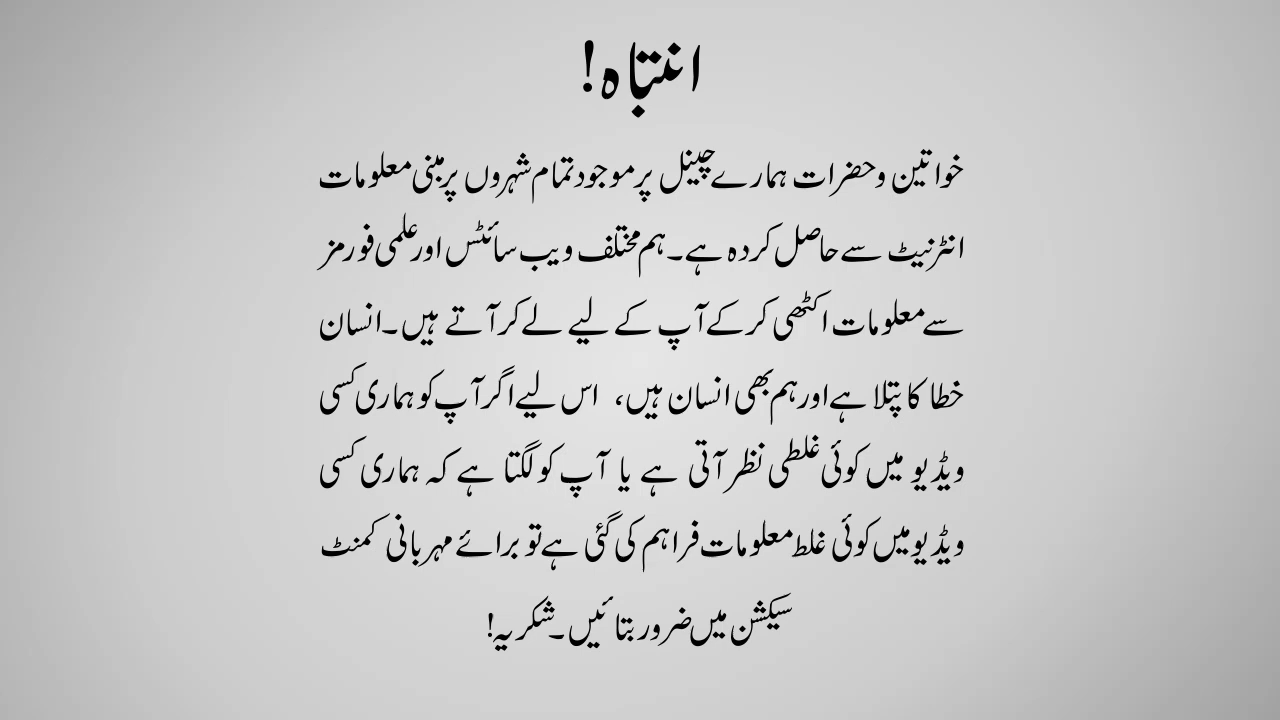 انتباہ!
خواتین و حضرات ہمارے چینل پر موجود تمام شہروں پر مبنی معلومات
انٹرنیٹ سے حاصل کردہ ہے۔ ہم مختلف ویب سائٹس اور علمی فورمز
سے معلومات اکٹھی کر کے آپ کے لیے لے کر آتے ہیں۔ انسان
خطا کا پتلا ہے اور ہم بھی انسان ہیں، اس لیے اگر آپ کو ہماری کسی
ویڈیو میں کوئی غلطی نظر آتی ہے یا آپ کو لگتا ہے کہ ہماری کسی
ویڈیو میں کوئی غلط معلومات فراہم کی گئی ہے تو برائے مہربانی کمنٹ
سیکشن میں ضرور بتائیں۔ شکریہ!